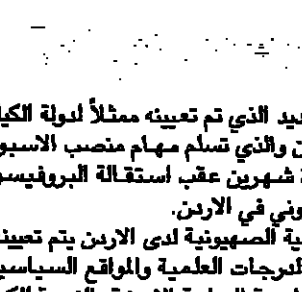 يد الذي تم تعيينه ممثلاً لدولة الكيا
ن والذي تسلم مهام منصب الاسبو
ة شهرين عقب استقالة البروفيسو
وني في الاردن.
ية الصهيونية لدى الاردن يتم تعيينه
لدرجات العلمية والمواقع السياسي